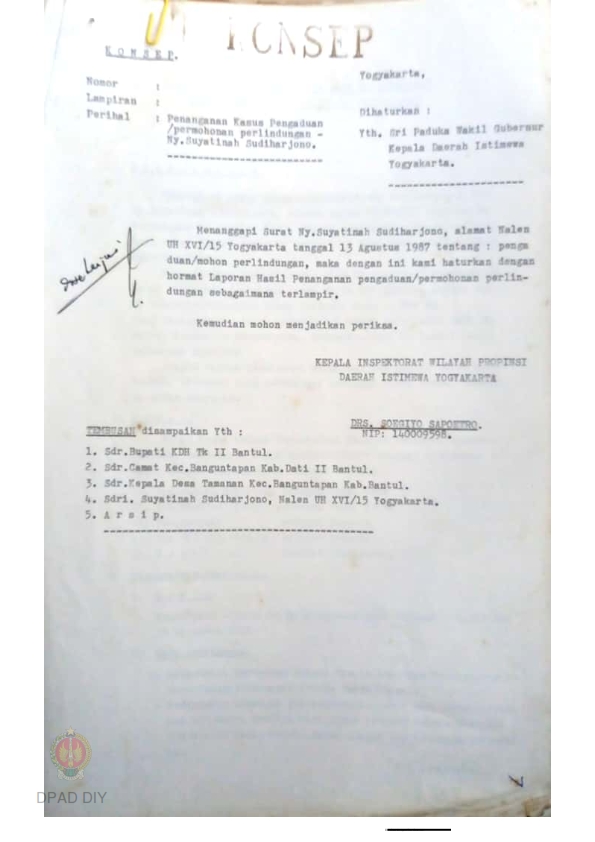 KONSEP
K O N S E P.
Yogyakarta,
Nomor :
Lampiran :
Perihal : Penanganan Kasus Pengaduan
/permohonan perlindungan -
Ny.Suyatinah Sudiharjono.
Dihaturkan :
Yth. Sri Paduka Wakil Gubernur
Kepala Daerah Istimewa
Yogyakarta.
Menanggapi Surat Ny.Suyatinah Sudiharjono, alamat Nalen
UH XVI/15 Yogyakarta tanggal 13 Agustus 1987 tentang : penga
duan/mohon perlindungan, maka dengan ini kami haturkan dengan
hormat Laporan Hasil Penanganan pengaduan/permohonan perlin-
dungan sebagaimana terlampir.
Kemudian mohon menjadikan periksa.
KEPALA INSPEKTORAT WILAYAH PROPINSI
DAERAH ISTIMEWA YOGYAKARTA
DRS. SOEGIYO SAPOETRO.
NIP: 140009598.
TEMBUSAN disampaikan Yth :
1. Sdr.Bupati KDH Tk II Bantul.
2. Sdr.Camat Kec.Banguntapan Kab.Dati II Bantul.
3. Sdr.Kepala Desa Tamanan Kec.Banguntapan Kab.Bantul.
4. Sdri. Suyatinah Sudiharjono, Nalen UH XVI/15 Yogyakarta.
5. A r s i p.
DPAD DIY